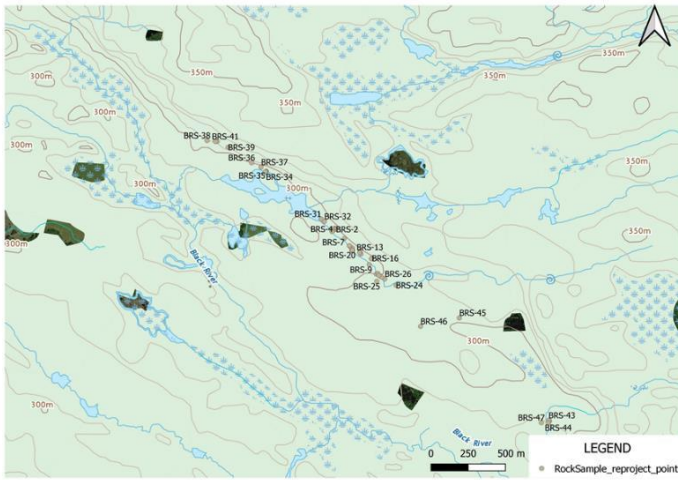 300m
350m
350m
350m
300m
300m
BRS-38
BRS-41
BRS-39
BRS-36
BRS-37
BRS-35
BRS-34
300m
BRS-31
BRS-32
BRS-4
BRS-2
BRS-7
BRS-13
BRS-20
BRS-16
BRS-9
BRS-26
BRS-25
BRS-24
300m
350m
Black River
BRS-45
BRS-46
300m
350m
300m
BRS-47
BRS-43
BRS-44
Black River
0 250 500 m
LEGEND
RockSample_reproject_point